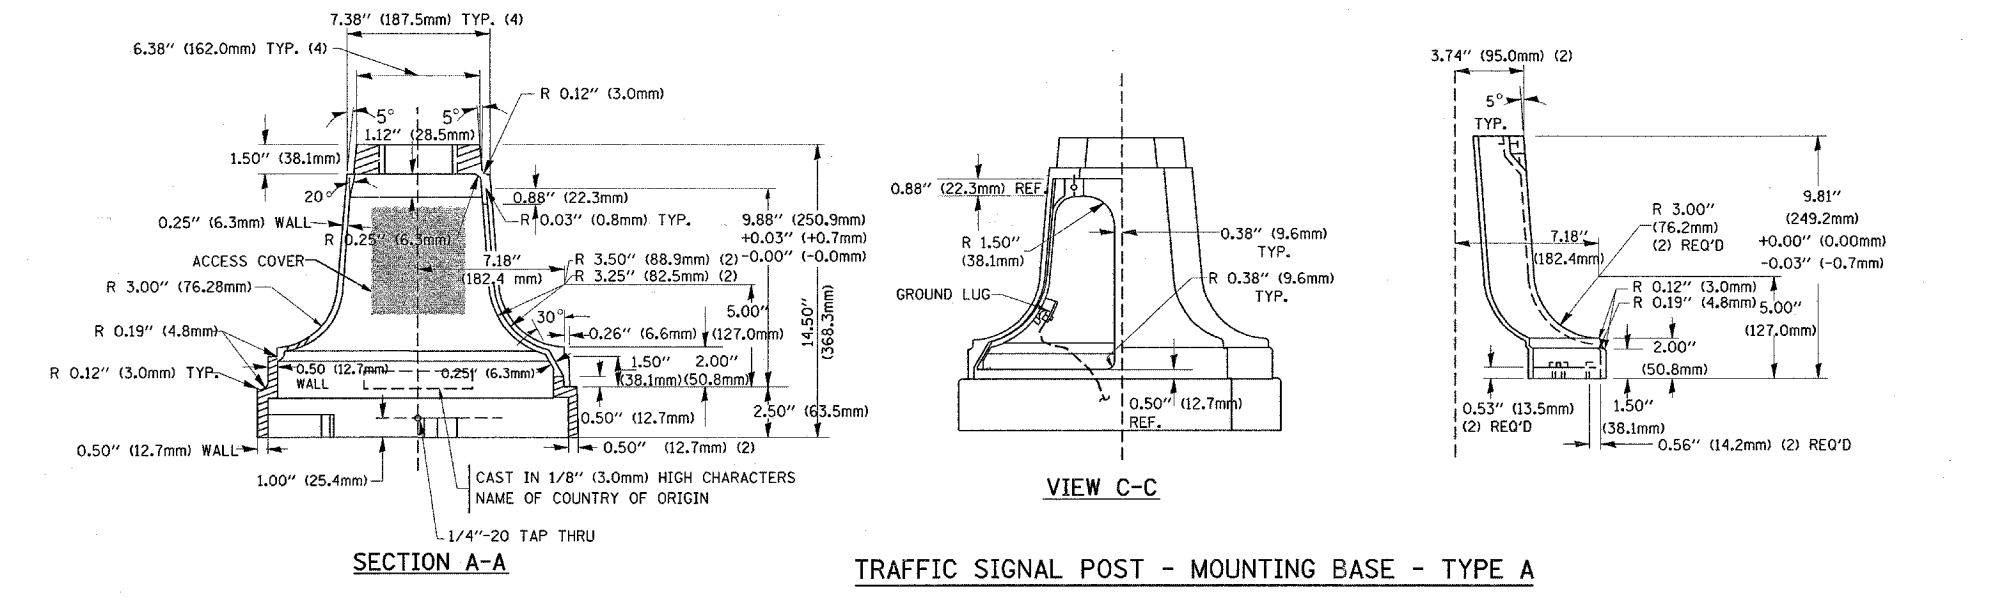 7.38" (187.5mm) TYP. (4)
6.38" (162.0mm) TYP. (4)
R 0.12" (3.0mm)
5°
5°
1.12" (28.5mm)
1.50" (38.1mm)
20°
0.88" (22.3mm)
0.25" (6.3mm) WALL
R 0.03" (0.8mm) TYP.
R 0.25" (6.3mm)
9.88" (250.9mm)
+0.03" (+0.7mm)
-0.00" (-0.0mm)
ACCESS COVER
7.18"
(182.4 mm)
R 3.50" (88.9mm) (2)
R 3.25" (82.5mm) (2)
R 3.00" (76.28mm)
5.00"
(127.0mm)
14.50"
(368.3mm)
30°
R 0.19" (4.8mm)
0.26" (6.6mm)
0.50 (12.7mm)
WALL
0.25" (6.3mm)
1.50"
(38.1mm)
2.00"
(50.8mm)
R 0.12" (3.0mm) TYP.
0.50" (12.7mm)
2.50" (63.5mm)
0.50" (12.7mm) WALL
0.50" (12.7mm) (2)
1.00" (25.4mm)
CAST IN 1/8" (3.0mm) HIGH CHARACTERS
NAME OF COUNTRY OF ORIGIN
1/4"-20 TAP THRU
SECTION A-A
0.88" (22.3mm) REF.
R 1.50"
(38.1mm)
0.38" (9.6mm)
TYP.
R 0.38" (9.6mm)
TYP.
GROUND LUG
0.50" (12.7mm)
REF.
VIEW C-C
3.74" (95.0mm) (2)
5°
TYP.
9.81"
(249.2mm)
+0.00" (0.00mm)
-0.03" (-0.7mm)
R 3.00"
(76.2mm)
(2) REQ'D
7.18"
(182.4mm)
R 0.12" (3.0mm)
R 0.19" (4.8mm)
5.00"
(127.0mm)
2.00"
(50.8mm)
0.53" (13.5mm)
(2) REQ'D
1.50"
(38.1mm)
0.56" (14.2mm) (2) REQ'D
TRAFFIC SIGNAL POST - MOUNTING BASE - TYPE A